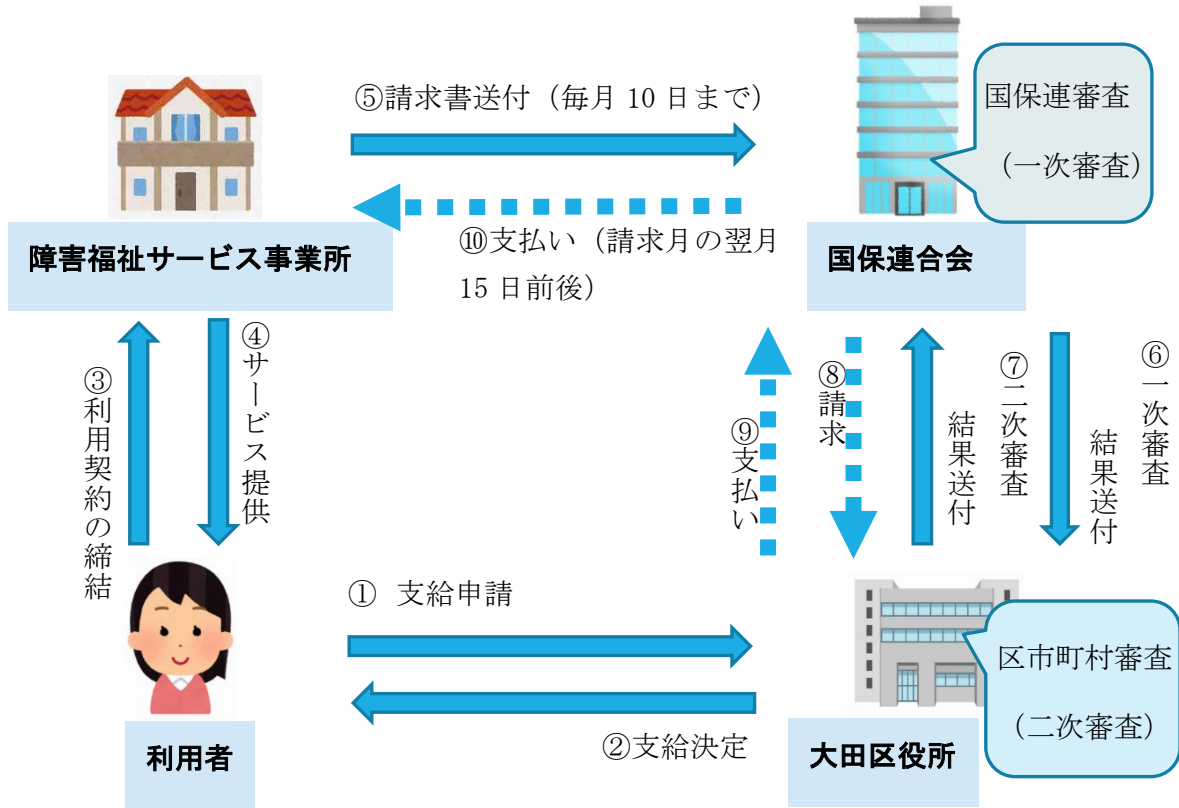 ⑤請求書送付（毎月 10 日まで）
国保連審査
（一次審査）
障害福祉サービス事業所
⑩支払い（請求月の翌月
15 日前後）
国保連合会
③利用契約の締結
④サービス提供
⑨支払い
⑧請求
⑦二次審査
結果送付
⑥一次審査
結果送付
① 支給申請
②支給決定
利用者
大田区役所
区市町村審査
（二次審査）